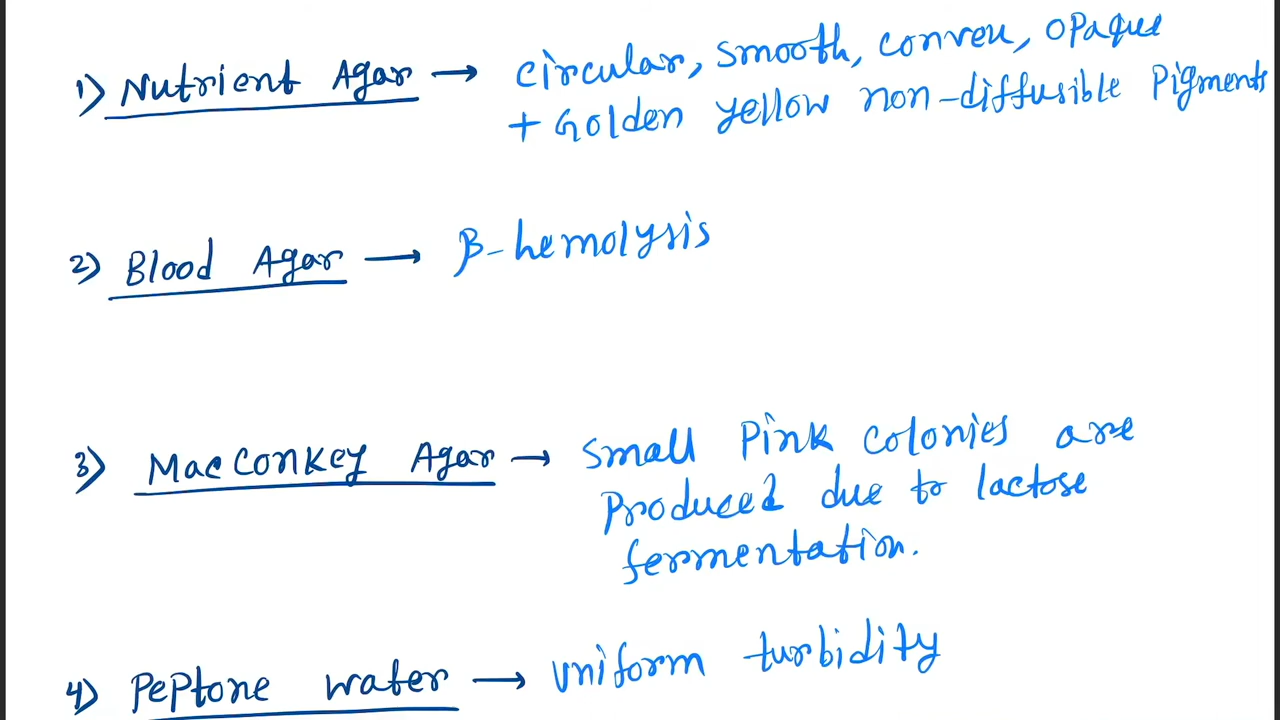 1) Nutrient Agar → circular, smooth, convex, opaque
+ Golden yellow non-diffusible Pigments
2) Blood Agar → β-hemolysis
3) MacConkey Agar → small Pink colonies are
Produced due to lactose
fermentation.
4) Peptone water → uniform turbidity